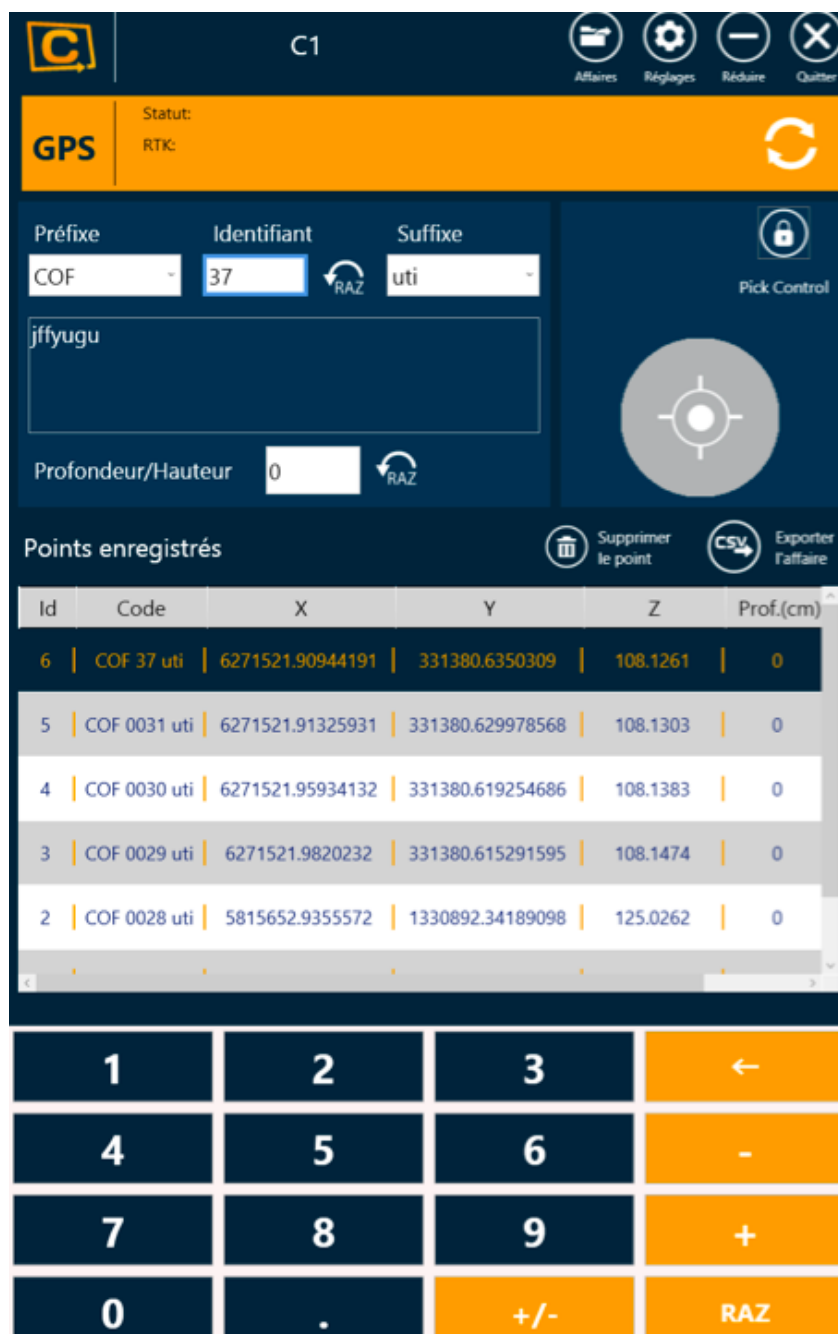 C
C1
Affaires Réglages Réduire Quitter
GPS
Statut:
RTK:
Préfixe Identifiant Suffixe
COF 37 RAZ uti
Pick Control
jffyugu
Profondeur/Hauteur 0 RAZ
Points enregistrés
Supprimer
le point
CSV
Exporter
l'affaire
Id Code X Y Z Prof.(cm)
6 COF 37 uti 6271521.90944191 331380.6350309 108.1261 0
5 COF 0031 uti 6271521.91325931 331380.629978568 108.1303 0
4 COF 0030 uti 6271521.95934132 331380.619254686 108.1383 0
3 COF 0029 uti 6271521.9820232 331380.615291595 108.1474 0
2 COF 0028 uti 5815652.9355572 1330892.34189098 125.0262 0
1 2 3 ←
4 5 6 -
7 8 9 +
0 . +/- RAZ